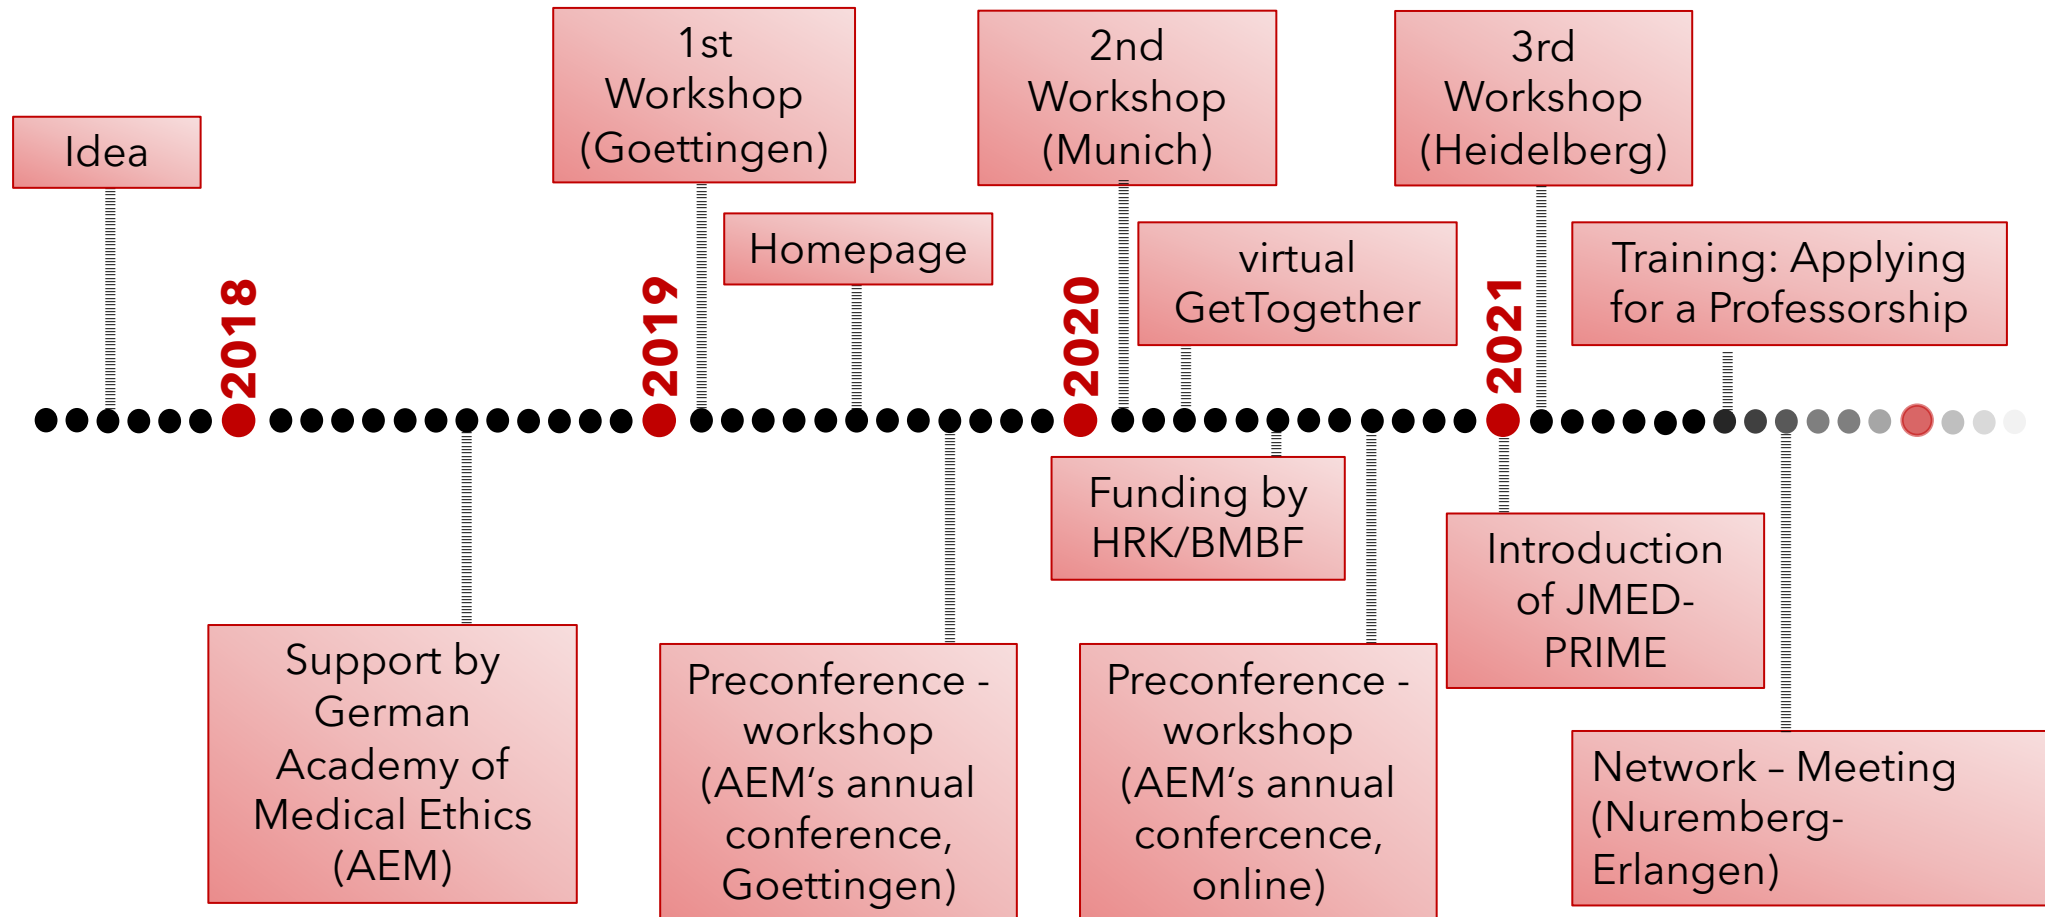 Idea
1st
Workshop
(Goettingen)
2nd
Workshop
(Munich)
3rd
Workshop
(Heidelberg)
Homepage
virtual
GetTogether
Training: Applying
for a Professorship
2018
2019
2020
2021
Support by
German
Academy of
Medical Ethics
(AEM)
Preconference -
workshop
(AEM‘s annual
conference,
Goettingen)
Funding by
HRK/BMBF
Preconference -
workshop
(AEM‘s annual
confercence,
online)
Introduction
of JMED-
PRIME
Network – Meeting
(Nuremberg-
Erlangen)